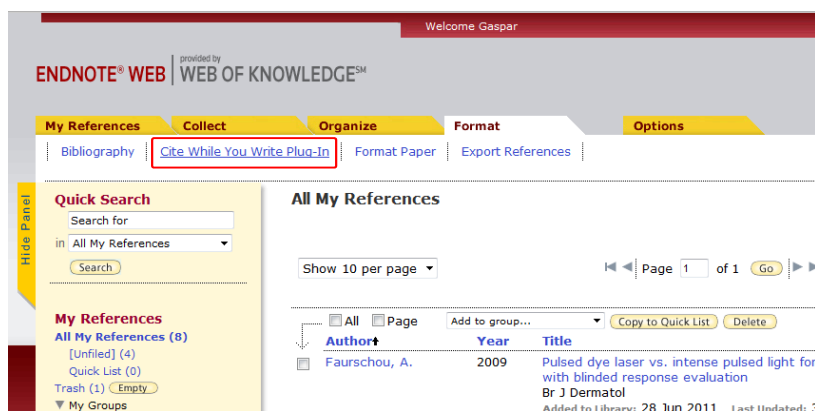 Welcome Gaspar
provided by
ENDNOTE® WEB WEB OF KNOWLEDGE℠
My References Collect Organize Format Options
Bibliography Cite While You Write Plug-In Format Paper Export References
Hide Panel
Quick Search
Search for
in All My References
Search
My References
All My References (8)
[Unfiled] (4)
Quick List (0)
Trash (1) Empty
▼ My Groups
All My References
Show 10 per page Page 1 of 1 Go
All Page Add to group... Copy to Quick List Delete
Author Year Title
Faurschou, A. 2009 Pulsed dye laser vs. intense pulsed light for
with blinded response evaluation
Br J Dermatol
Added to Library: 28 Jun 2011 Last Updated: